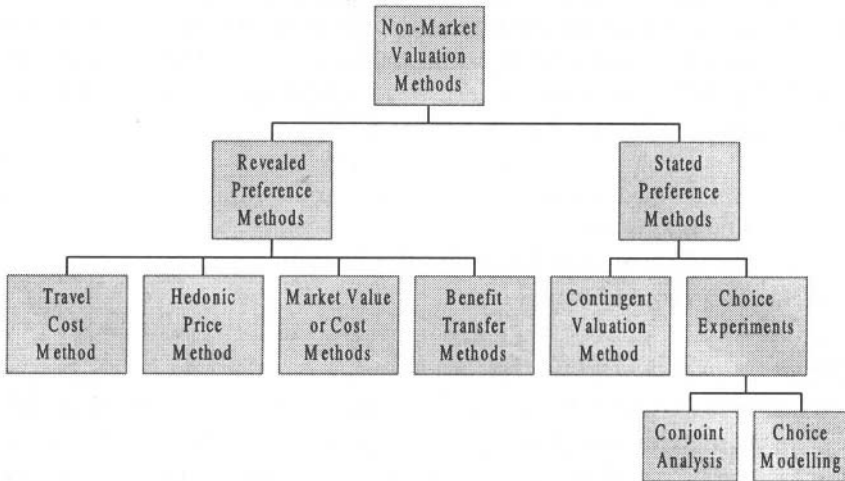 Non-Market
Valuation
Methods
Revealed
Preference
Methods
Stated
Preference
Methods
Travel
Cost
Method
Hedonic
Price
Method
Market Value
or Cost
Methods
Benefit
Transfer
Methods
Contingent
Valuation
Method
Choice
Experiments
Conjoint
Analysis
Choice
Modelling